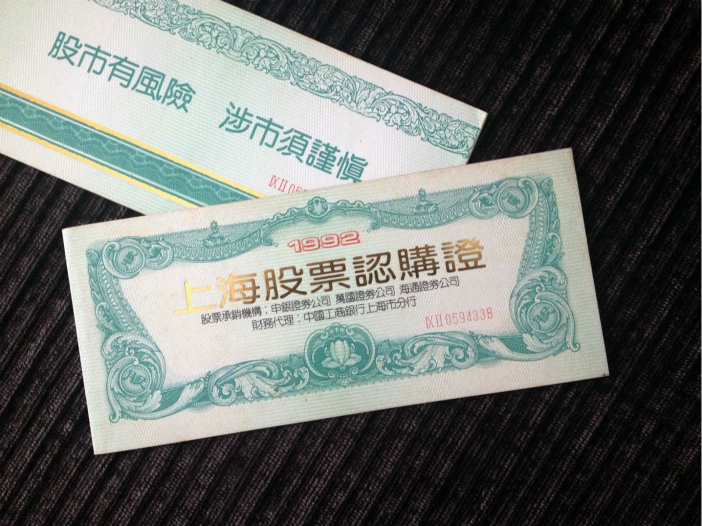 股市有風險 涉市須謹慎
ⅨⅡ05
1992
上海股票認購證
股票承銷機構：申銀證券公司 萬國證券公司 海通證券公司
財務代理：中國工商銀行上海市分行
ⅨⅡ0594338